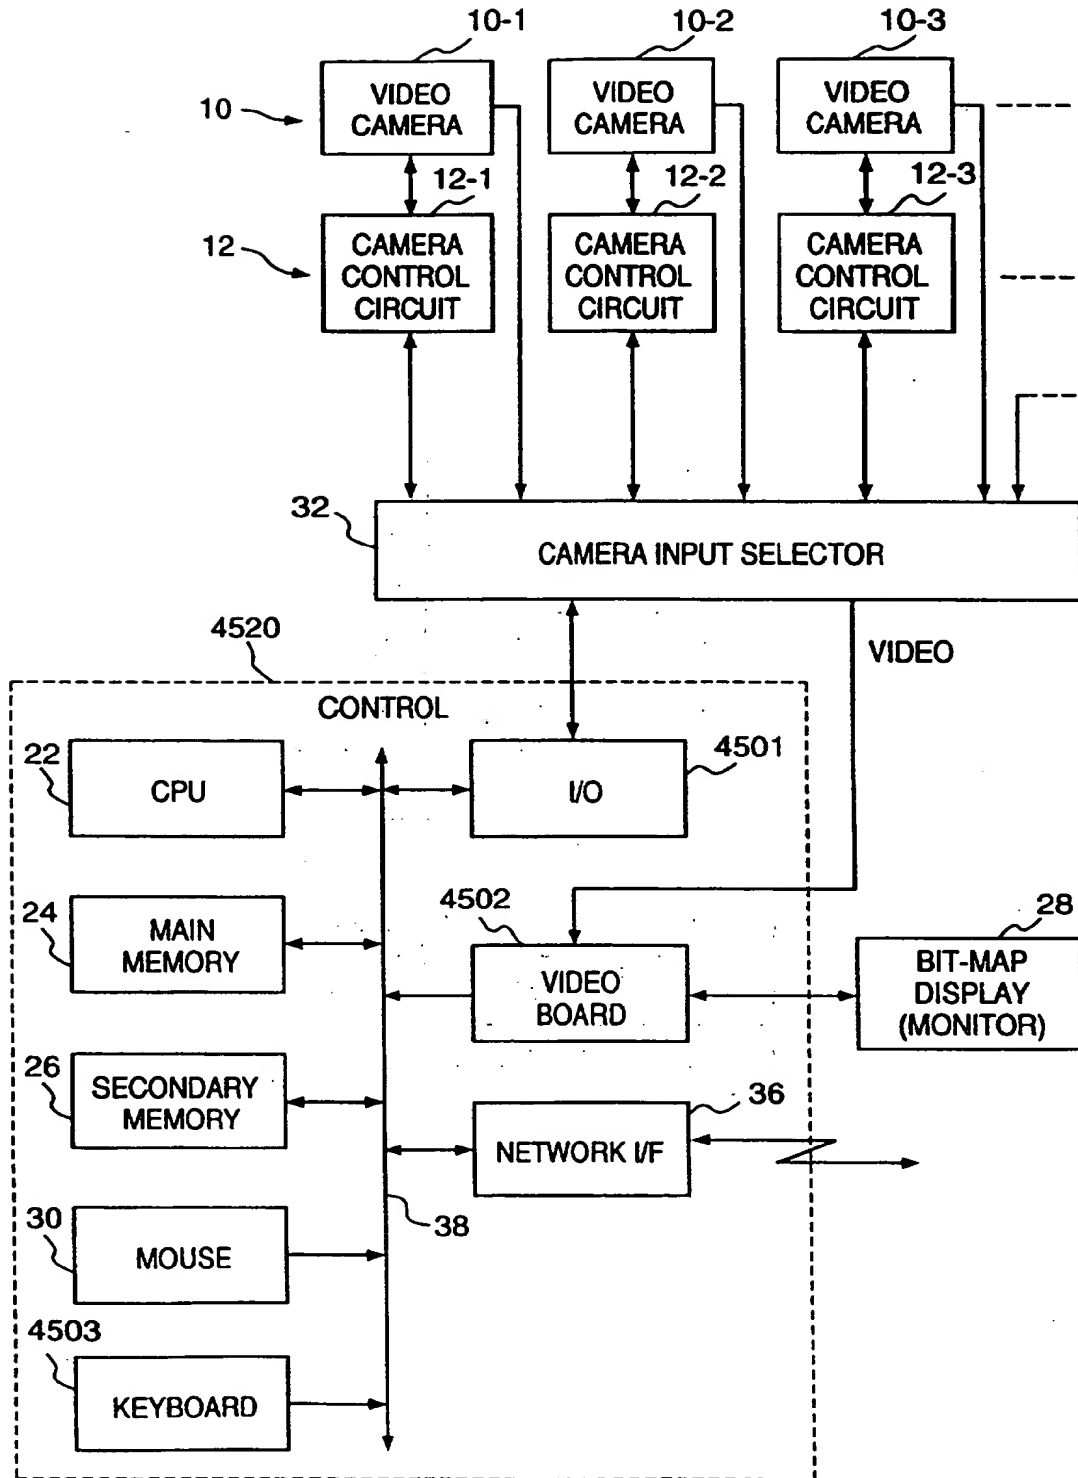 10-1
10-2
10-3
10
VIDEO
CAMERA
VIDEO
CAMERA
VIDEO
CAMERA
12-1
12-2
12-3
12
CAMERA
CONTROL
CIRCUIT
CAMERA
CONTROL
CIRCUIT
CAMERA
CONTROL
CIRCUIT
32
CAMERA INPUT SELECTOR
4520
VIDEO
CONTROL
22
CPU
4501
I/O
24
MAIN
MEMORY
4502
VIDEO
BOARD
28
BIT-MAP
DISPLAY
(MONITOR)
26
SECONDARY
MEMORY
36
NETWORK I/F
38
30
MOUSE
4503
KEYBOARD